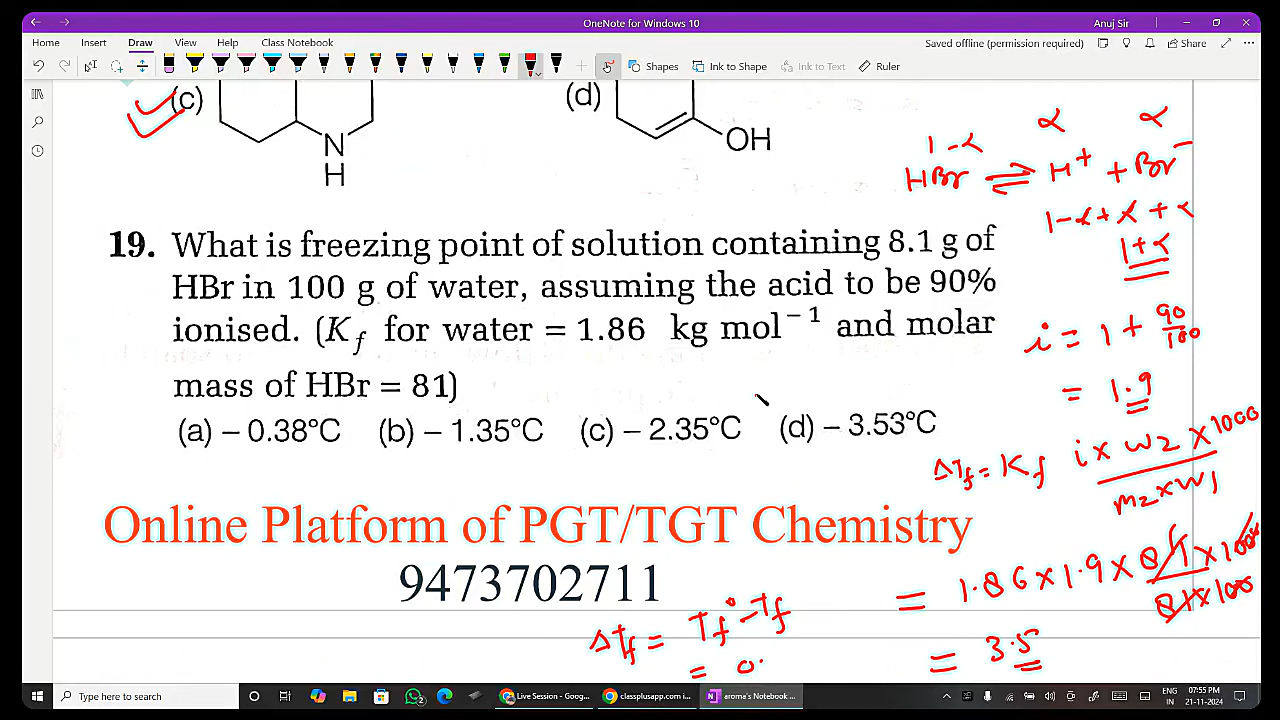 OneNote for Windows 10
Anuj Sir
Home Insert Draw View Help Class Notebook
Saved offline (permission required)
Share
Shapes Ink to Shape Ink to Text Ruler
(c)
N
H
(d)
OH
1-α α α
HBr ⇌ H⁺ + Br⁻
1-α+α+α
1+α
19. What is freezing point of solution containing 8.1 g of
HBr in 100 g of water, assuming the acid to be 90%
ionised. (K_f for water = 1.86 kg mol⁻¹ and molar
mass of HBr = 81)
(a) – 0.38°C (b) – 1.35°C (c) – 2.35°C (d) – 3.53°C
i = 1 + 90/100
= 1.9
ΔT_f = K_f i × w2 × 1000
m2 × w1
Online Platform of PGT/TGT Chemistry
9473702711
= 1.86 × 1.9 × 8.1 × 1000
81 × 100
= 3.5
ΔT_f = T_f° - T_f
= 0.
Type here to search
Live Session - Goog...
classplusapp.com i...
aroma's Notebook ...
ENG
IN
07:55 PM
21-11-2024